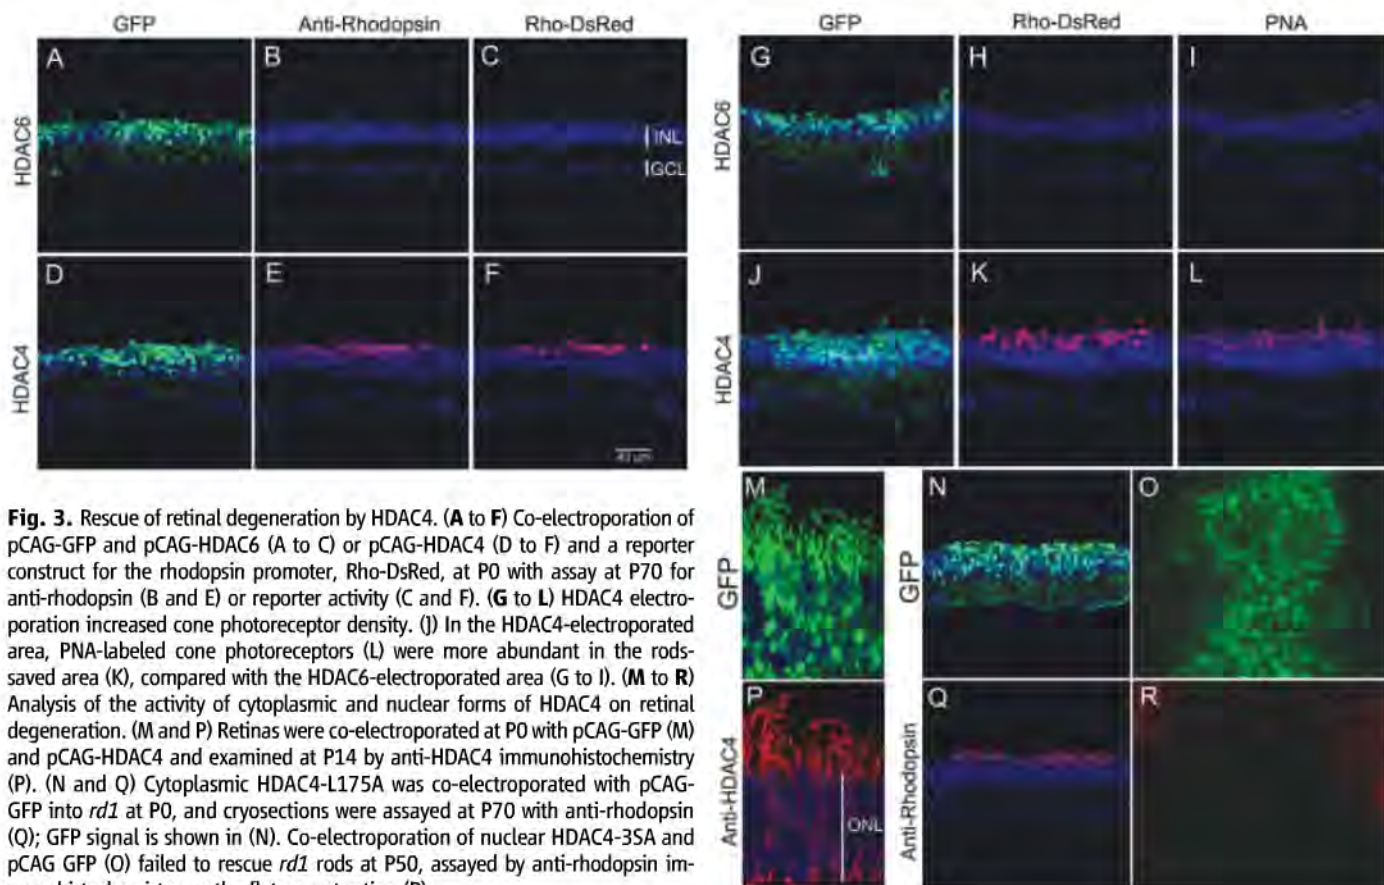 GFP Anti-Rhodopsin Rho-DsRed
HDAC6
A B C
INL
GCL
HDAC4
D E F
40 µm
GFP Rho-DsRed PNA
HDAC6
G H I
HDAC4
J K L
GFP
M
GFP
N O
Anti-HDAC4
P
ONL
Anti-Rhodopsin
Q R
Fig. 3. Rescue of retinal degeneration by HDAC4. (A to F) Co-electroporation of
pCAG-GFP and pCAG-HDAC6 (A to C) or pCAG-HDAC4 (D to F) and a reporter
construct for the rhodopsin promoter, Rho-DsRed, at P0 with assay at P70 for
anti-rhodopsin (B and E) or reporter activity (C and F). (G to L) HDAC4 electro-
poration increased cone photoreceptor density. (J) In the HDAC4-electroporated
area, PNA-labeled cone photoreceptors (L) were more abundant in the rods-
saved area (K), compared with the HDAC6-electroporated area (G to I). (M to R)
Analysis of the activity of cytoplasmic and nuclear forms of HDAC4 on retinal
degeneration. (M and P) Retinas were co-electroporated at P0 with pCAG-GFP (M)
and pCAG-HDAC4 and examined at P14 by anti-HDAC4 immunohistochemistry
(P). (N and Q) Cytoplasmic HDAC4-L175A was co-electroporated with pCAG-
GFP into rd1 at P0, and cryosections were assayed at P70 with anti-rhodopsin
(Q); GFP signal is shown in (N). Co-electroporation of nuclear HDAC4-3SA and
pCAG GFP (O) failed to rescue rd1 rods at P50, assayed by anti-rhodopsin im-